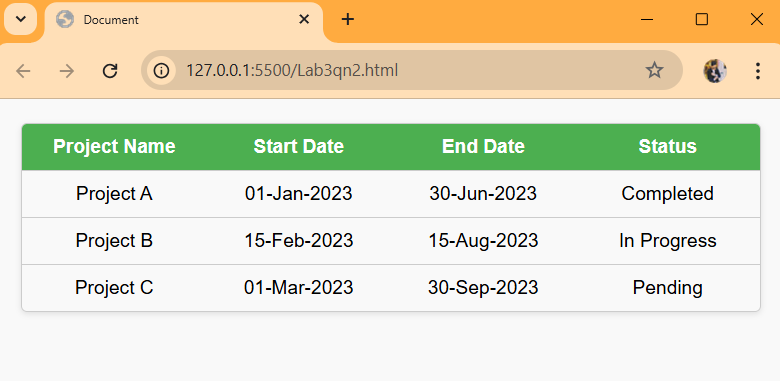 Document
127.0.0.1:5500/Lab3qn2.html
Project Name Start Date End Date Status
Project A 01-Jan-2023 30-Jun-2023 Completed
Project B 15-Feb-2023 15-Aug-2023 In Progress
Project C 01-Mar-2023 30-Sep-2023 Pending